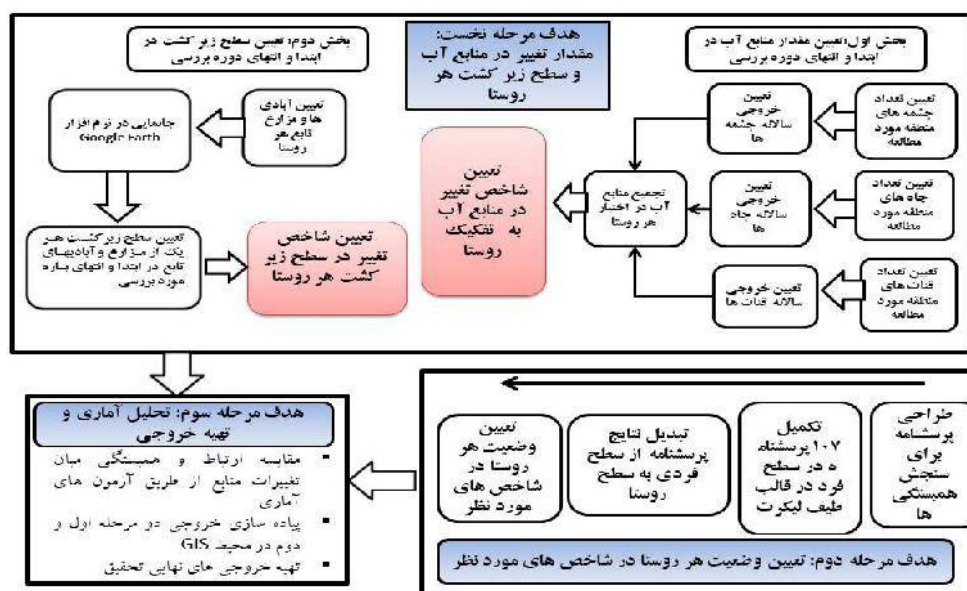 هدف مرحله نخست:
مقدار تغییر در منابع آب
و سطح زیر کشت هر
روستا
بخش اول:تعیین مقدار منابع آب در
ابتدا و انتهای دوره بررسی
تعیین تعداد
چشمه های
منطقه مورد
مطالعه
تعیین
خروجی
سالانه چشمه
ها
تعیین تعداد
چاه های
منطقه مورد
مطالعه
تعیین
خروجی
سالانه چاه
ها
تعیین تعداد
قنات های
منطقه مورد
مطالعه
تعیین خروجی
سالانه قنات ها
تجمیع منابع
آب در اختیار
هر روستا
تعیین
شاخص تغییر
در منابع آب
به تفکیک
روستا
بخش دوم: تعیین سطح زیر کشت در
ابتدا و انتهای دوره بررسی
تعیین آبادی
ها و مزارع
تابع هر
روستا
جانمایی در نرم افزار
Google Earth
تعیین سطح زیر کشت هر
یک از مزارع و آبادیهای
تابع در ابتدا و انتهای بازه
مورد بررسی
تعیین شاخص
تغییر در سطح زیر
کشت هر روستا
طراحی
پرسشنامه
برای
سنجش
همبستگی
ها
تکمیل
۱۰۷ پرسشنام
ه در سطح
فرد در قالب
طیف لیکرت
تبدیل نتایج
پرسشنامه از سطح
فردی به سطح
روستا
تعیین
وضعیت هر
روستا در
شاخص های
مورد نظر
هدف مرحله دوم: تعیین وضعیت هر روستا در شاخص های مورد نظر
هدف مرحله سوم: تحلیل آماری و
تهیه خروجی
▪ مقایسه ارتباط و همبستگی میان
تغییرات منابع از طریق آزمون های
آماری
▪ پیاده سازی خروجی دو مرحله اول و
دوم در محیط GIS
▪ تهیه خروجی های نهایی تحقیق